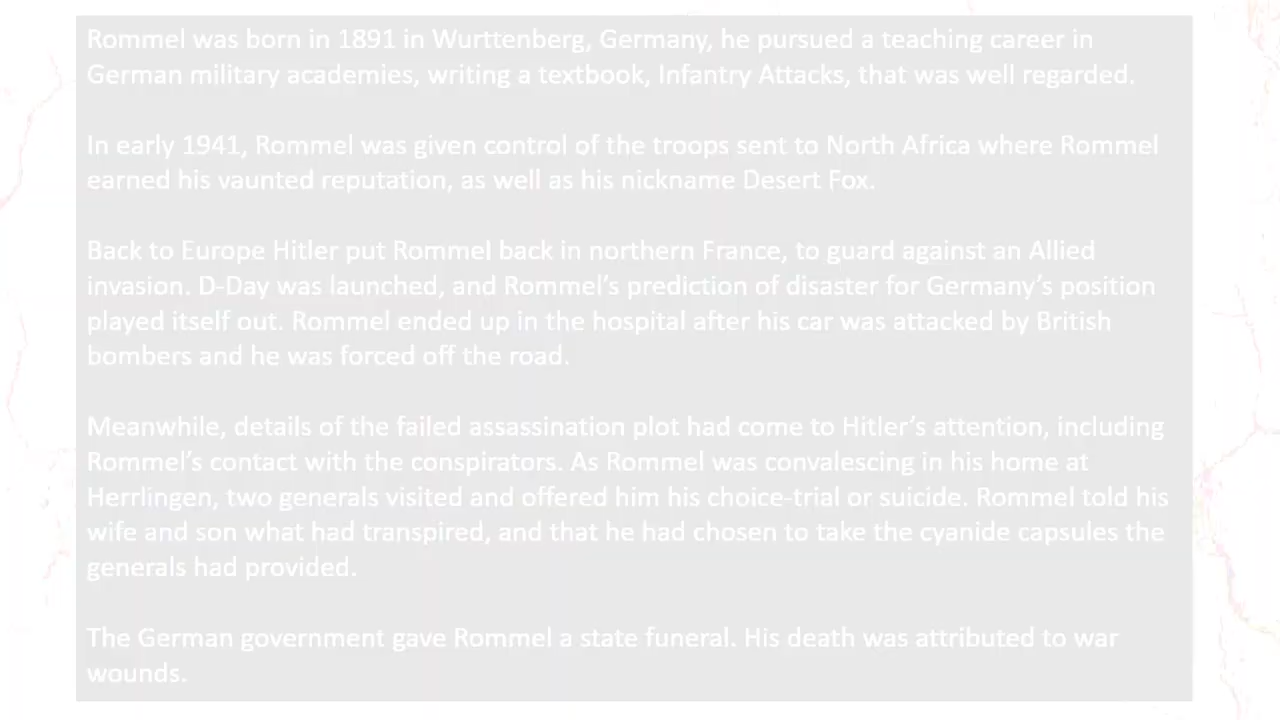 Rommel was born in 1891 in Wurttenberg, Germany, he pursued a teaching career in
German military academies, writing a textbook, Infantry Attacks, that was well regarded.
In early 1941, Rommel was given control of the troops sent to North Africa where Rommel
earned his vaunted reputation, as well as his nickname Desert Fox.
Back to Europe Hitler put Rommel back in northern France, to guard against an Allied
invasion. D-Day was launched, and Rommel’s prediction of disaster for Germany’s position
played itself out. Rommel ended up in the hospital after his car was attacked by British
bombers and he was forced off the road.
Meanwhile, details of the failed assassination plot had come to Hitler’s attention, including
Rommel’s contact with the conspirators. As Rommel was convalescing in his home at
Herrlingen, two generals visited and offered him his choice-trial or suicide. Rommel told his
wife and son what had transpired, and that he had chosen to take the cyanide capsules the
generals had provided.
The German government gave Rommel a state funeral. His death was attributed to war
wounds.